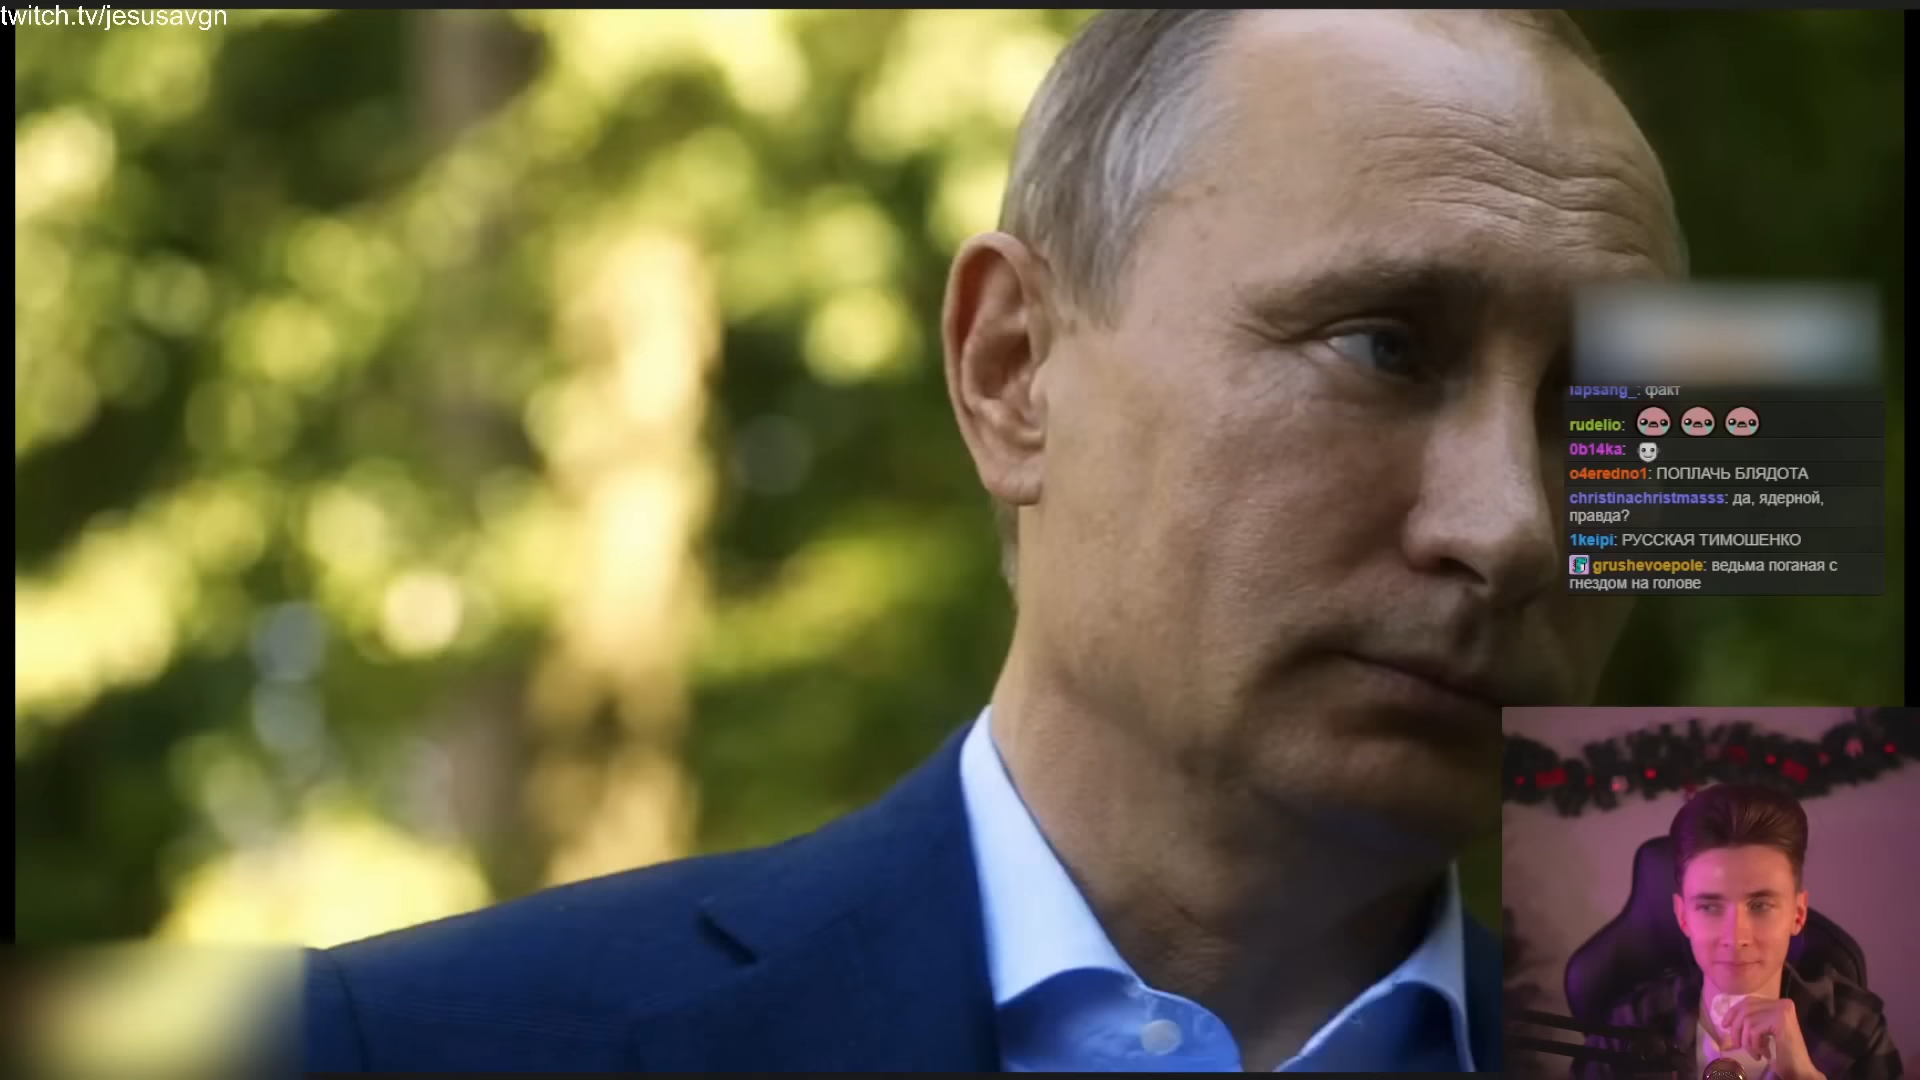 twitch.tv/jesusavgn
lapsang_: факт
rudelio:
0b14ka:
o4eredno1: ПОПЛАЧЬ БЛЯДОТА
christinachristmasss: да, ядерной,
правда?
1keipi: РУССКАЯ ТИМОШЕНКО
grushevoepole: ведьма поганая с
гнездом на голове